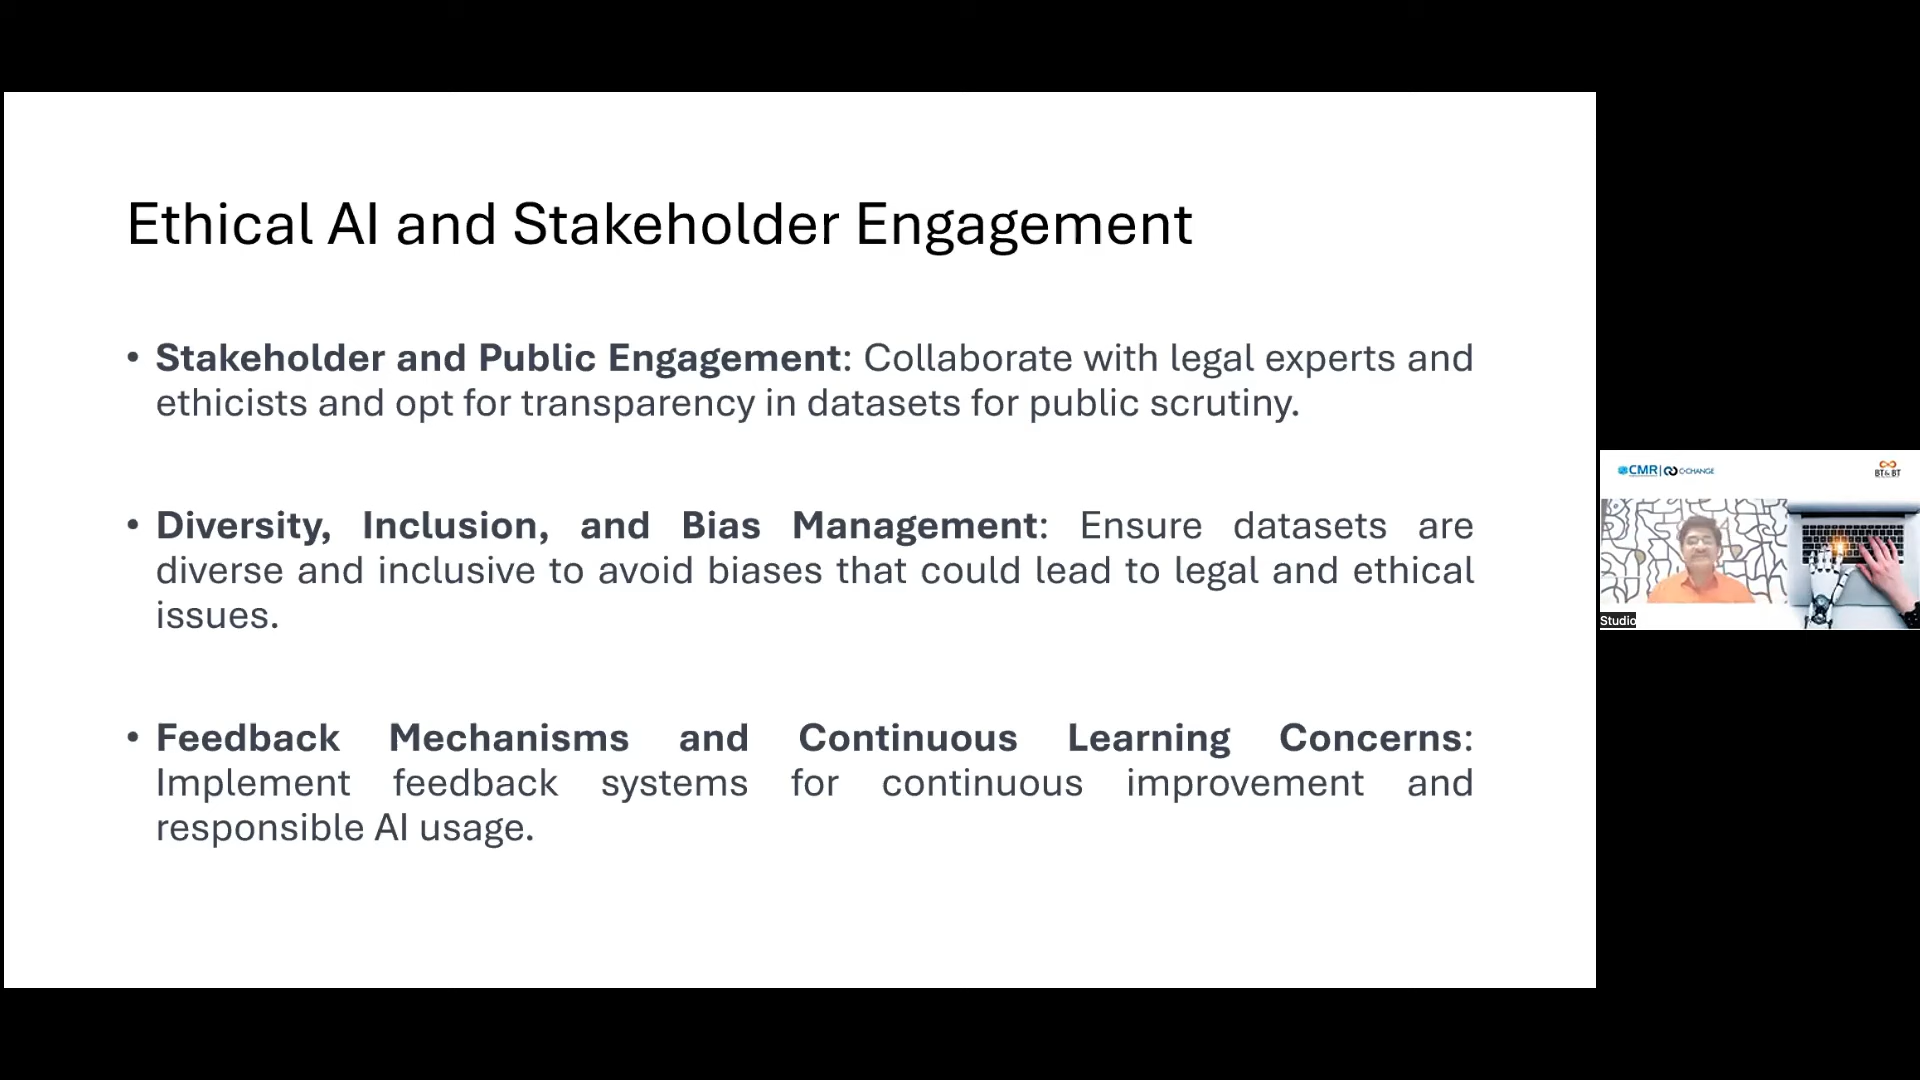 Ethical AI and Stakeholder Engagement
• Stakeholder and Public Engagement: Collaborate with legal experts and
ethicists and opt for transparency in datasets for public scrutiny.
• Diversity, Inclusion, and Bias Management: Ensure datasets are
diverse and inclusive to avoid biases that could lead to legal and ethical
issues.
• Feedback Mechanisms and Continuous Learning Concerns:
Implement feedback systems for continuous improvement and
responsible AI usage.
CMR | C-CHANGE
BT& BT
Studio